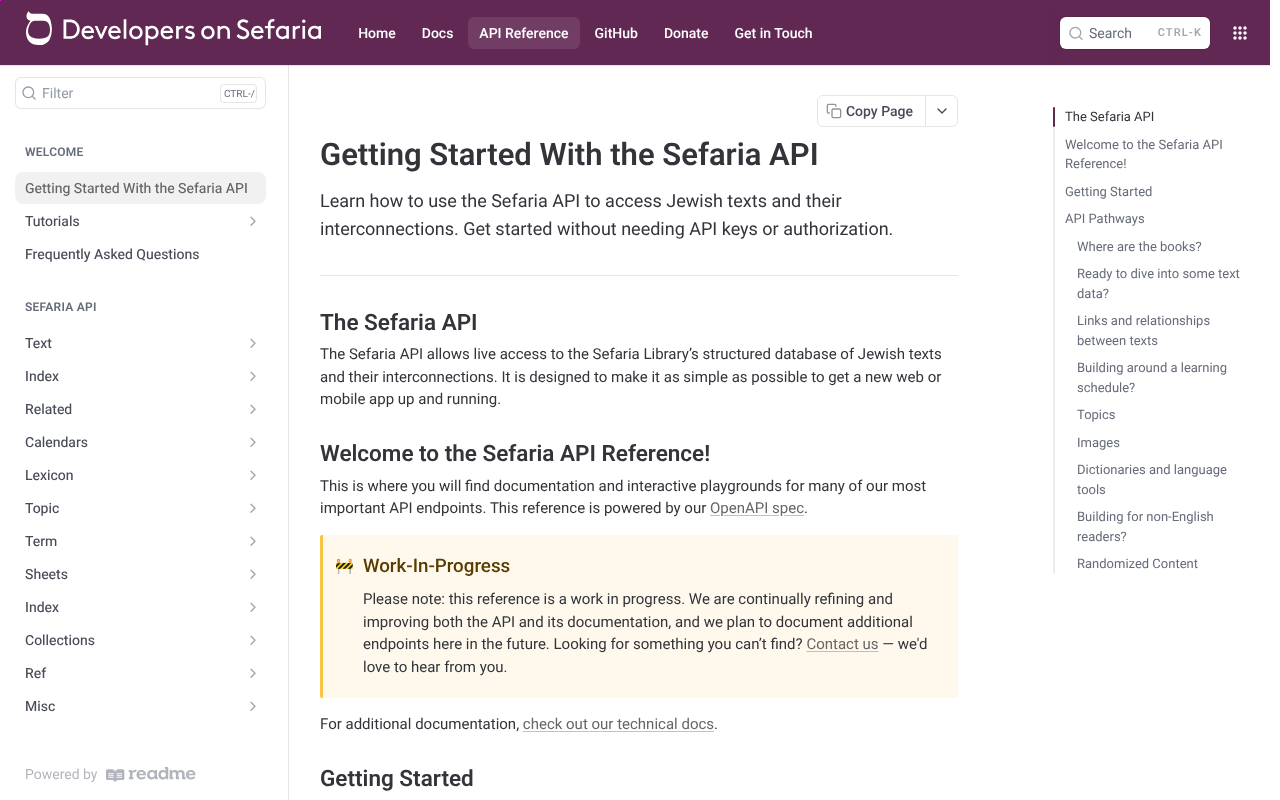 Developers on Sefaria
Home
Docs
API Reference
GitHub
Donate
Get in Touch
Search
CTRL-K
Filter
CTRL-/
WELCOME
Getting Started With the Sefaria API
Tutorials
Frequently Asked Questions
SEFARIA API
Text
Index
Related
Calendars
Lexicon
Topic
Term
Sheets
Index
Collections
Ref
Misc
Powered by readme
Copy Page
Getting Started With the Sefaria API
Learn how to use the Sefaria API to access Jewish texts and their
interconnections. Get started without needing API keys or authorization.
The Sefaria API
The Sefaria API allows live access to the Sefaria Library’s structured database of Jewish texts
and their interconnections. It is designed to make it as simple as possible to get a new web or
mobile app up and running.
Welcome to the Sefaria API Reference!
This is where you will find documentation and interactive playgrounds for many of our most
important API endpoints. This reference is powered by our OpenAPI spec.
🚧 Work-In-Progress
Please note: this reference is a work in progress. We are continually refining and
improving both the API and its documentation, and we plan to document additional
endpoints here in the future. Looking for something you can’t find? Contact us — we'd
love to hear from you.
For additional documentation, check out our technical docs.
Getting Started
The Sefaria API
Welcome to the Sefaria API
Reference!
Getting Started
API Pathways
Where are the books?
Ready to dive into some text
data?
Links and relationships
between texts
Building around a learning
schedule?
Topics
Images
Dictionaries and language
tools
Building for non-English
readers?
Randomized Content